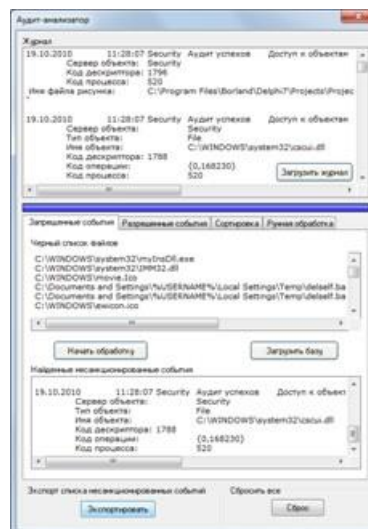 Аудит-анализатор
Журнал
19.10.2010 11:28:07 Security Аудит успехов Доступ к объектам
Сервер объекта: Security
Код дескриптора: 1796
Код процесса: 520
Имя файла рисунка: C:\Program Files\Borland\Delphi7\Projects\Projec
19.10.2010 11:28:07 Security Аудит успехов Доступ к объектам
Сервер объекта: Security
Тип объекта: File
Имя объекта: C:\WINDOWS\system32\cscui.dll
Код дескриптора: 1788
Код операции: {0,168230}
Код процесса: 520
Загрузить журнал
Запрещенные события Разрешенные события Сортировка Ручная обработка
Черный список файлов
C:\WINDOWS\system32\myInsDll.exe
C:\WINDOWS\system32\IMM32.dll
C:\WINDOWS\movie.Ico
C:\Documents and Settings\%USERNAME%\Local Settings\Temp\delself.ba
C:\Documents and Settings\%USERNAME%\Local Settings\Temp\delself.ba
C:\WINDOWS\ewicon.ico
Начать обработку Загрузить базу
Найденные несанкционированные события
19.10.2010 11:28:07 Security Аудит успехов Доступ к объект
Сервер объекта: Security
Тип объекта: File
Имя объекта: C:\WINDOWS\system32\cscui.dll
Код дескриптора: 1788
Код операции: {0,168230}
Код процесса: 520
Экспорт списка несанкционированных событий Сбросить все
Экспортировать Сброс